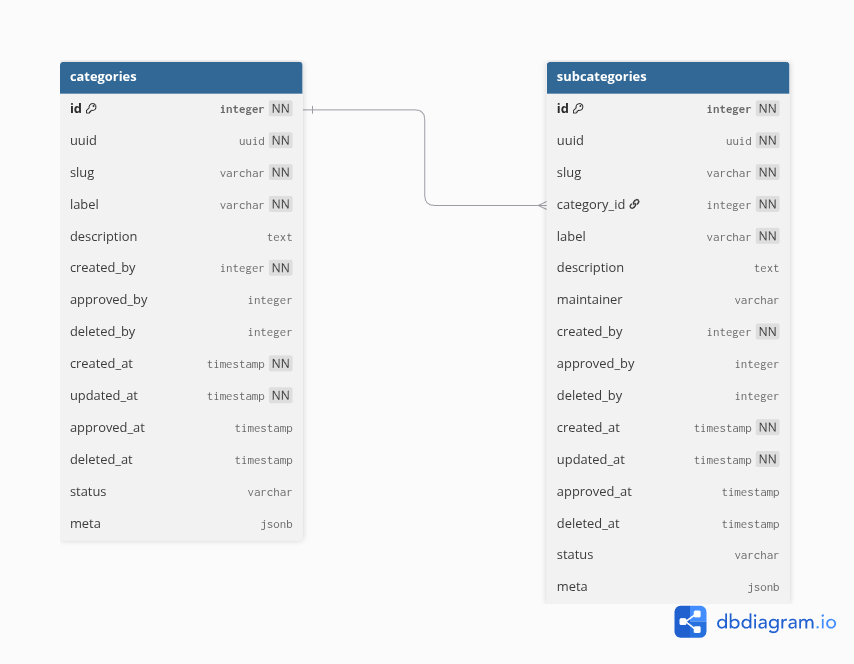 categories
id integer NN
uuid uuid NN
slug varchar NN
label varchar NN
description text
created_by integer NN
approved_by integer
deleted_by integer
created_at timestamp NN
updated_at timestamp NN
approved_at timestamp
deleted_at timestamp
status varchar
meta jsonb
subcategories
id integer NN
uuid uuid NN
slug varchar NN
category_id integer NN
label varchar NN
description text
maintainer varchar
created_by integer NN
approved_by integer
deleted_by integer
created_at timestamp NN
updated_at timestamp NN
approved_at timestamp
deleted_at timestamp
status varchar
meta jsonb
dbdiagram.io